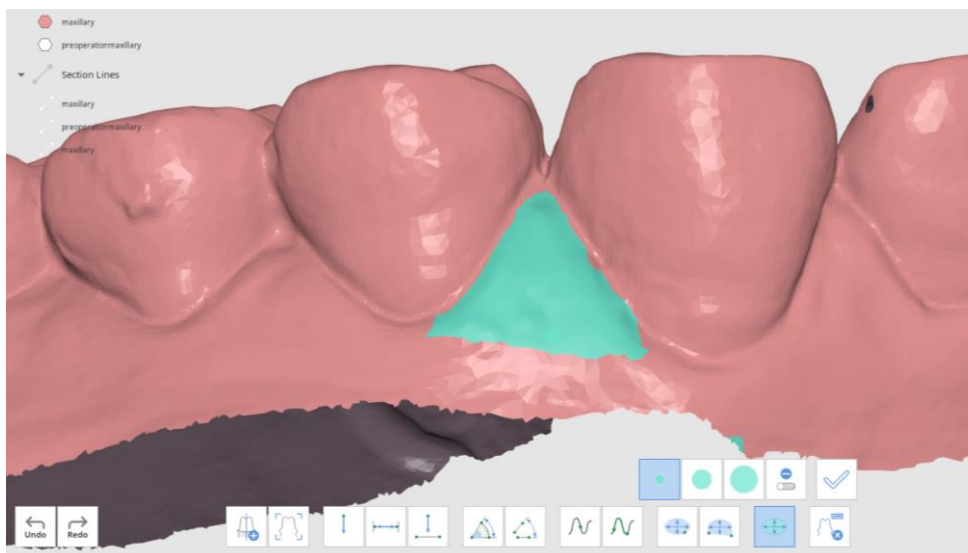 maxillary
preoperationmaxillary
Section Lines
maxillary
preoperationmaxillary
maxillary
Undo
Redo